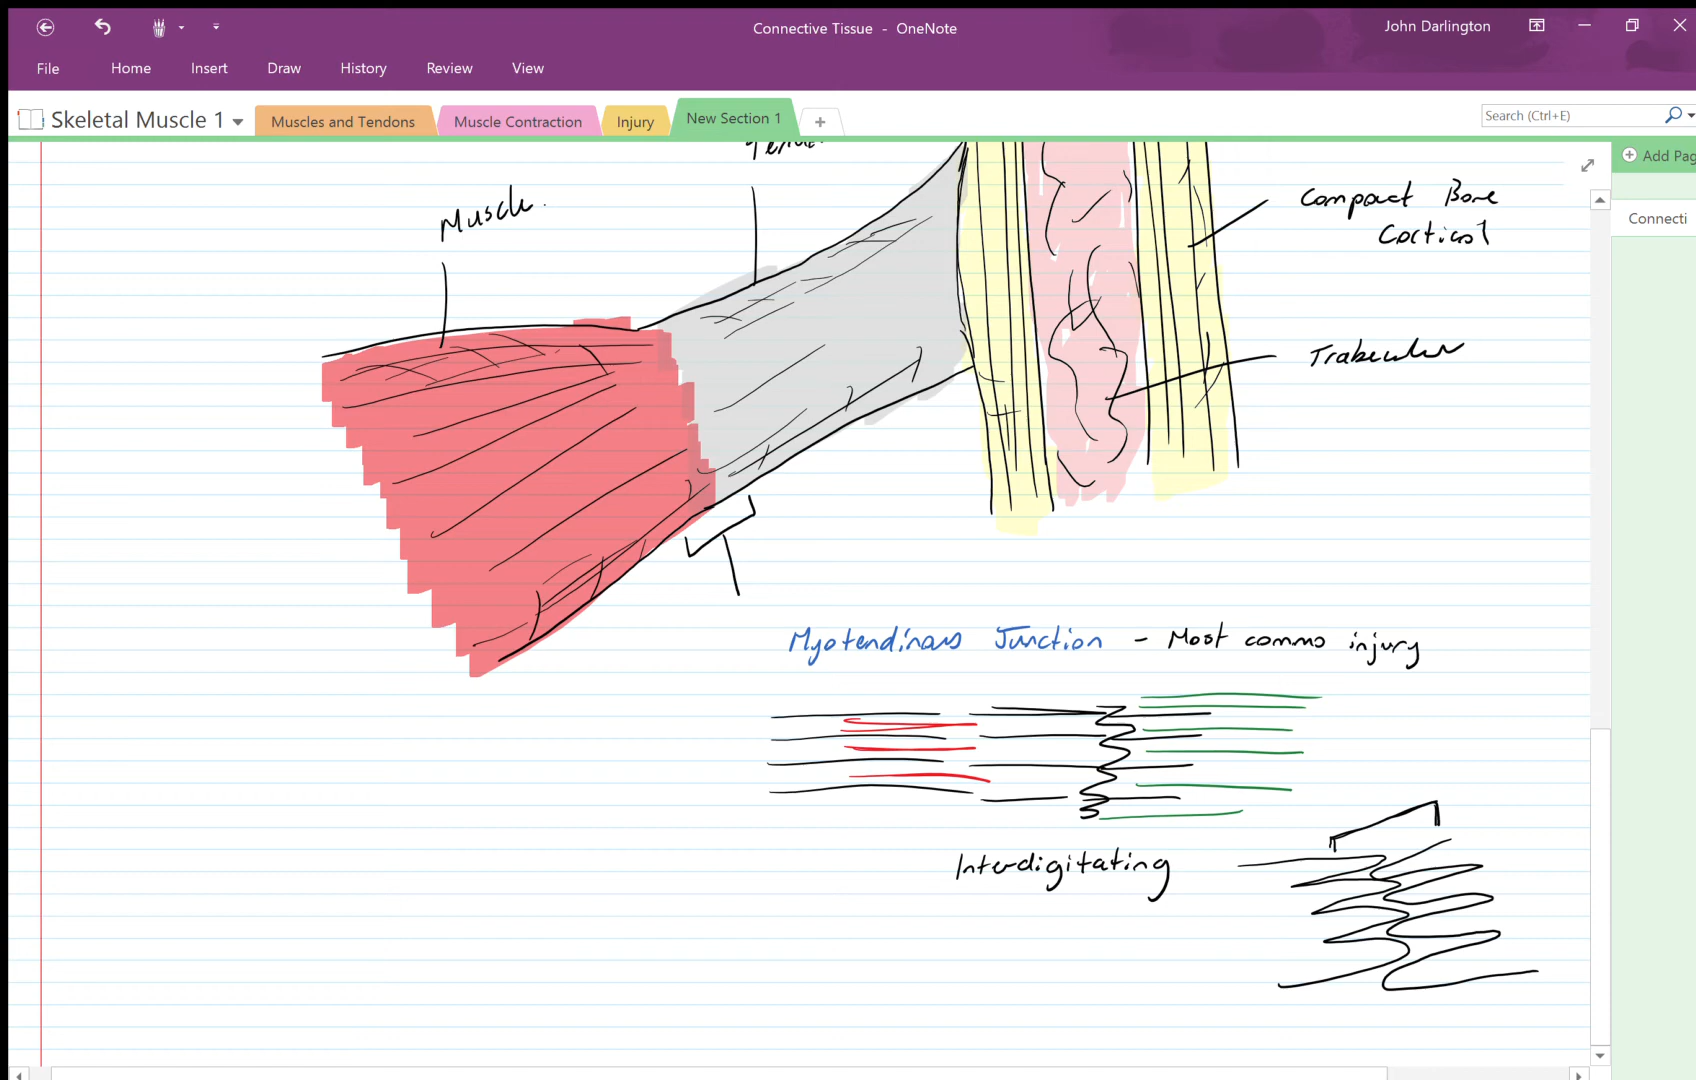 Connective Tissue - OneNote
John Darlington
File Home Insert Draw History Review View
Skeletal Muscle 1
Muscles and Tendons
Muscle Contraction
Injury
New Section 1
Search (Ctrl+E)
Add Pag
Connecti
Muscle.
Compact Bone
Cortical
Trabecular
Myotendinous Junction - Most commo injury
Interdigitating